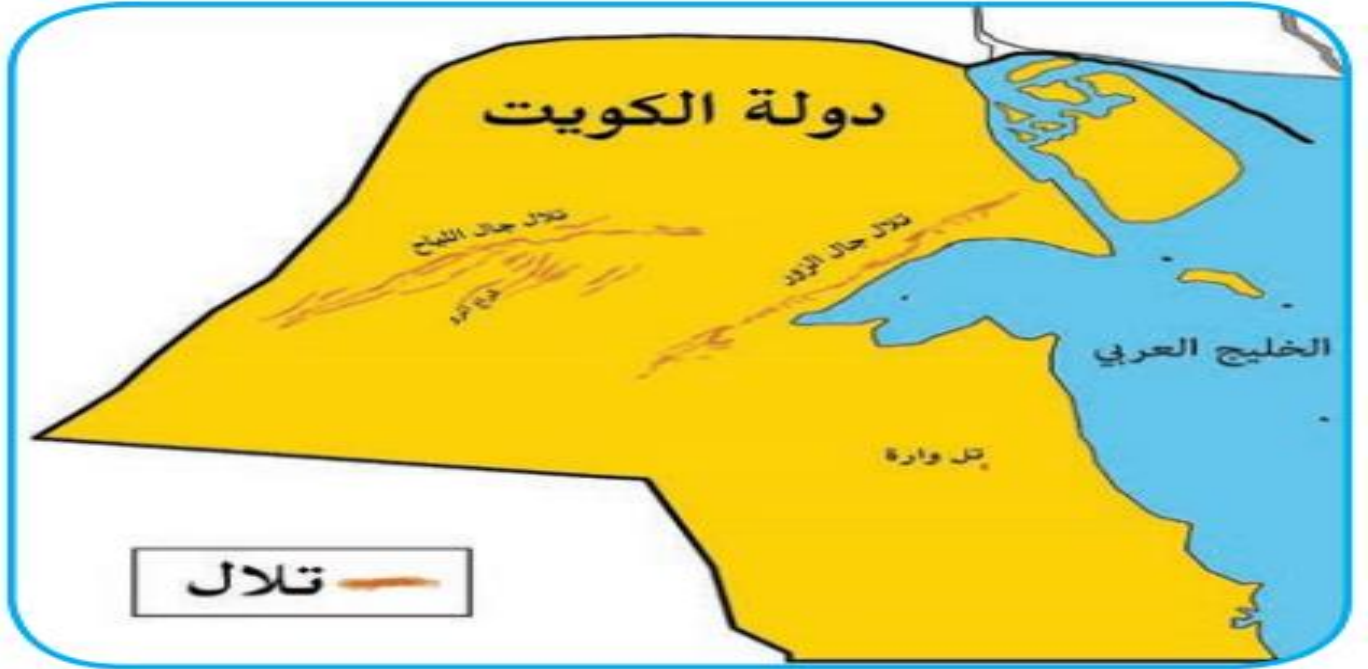 دولة الكويت
تلال جال اللياح
تلال جال الزور
الخليج العربي
تل وارة
تلال